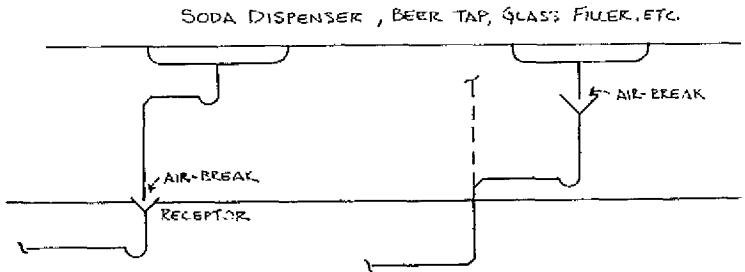 SODA DISPENSER, BEER TAP, GLASS FILLER, ETC.
AIR-BREAK
AIR-BREAK
RECEPTOR